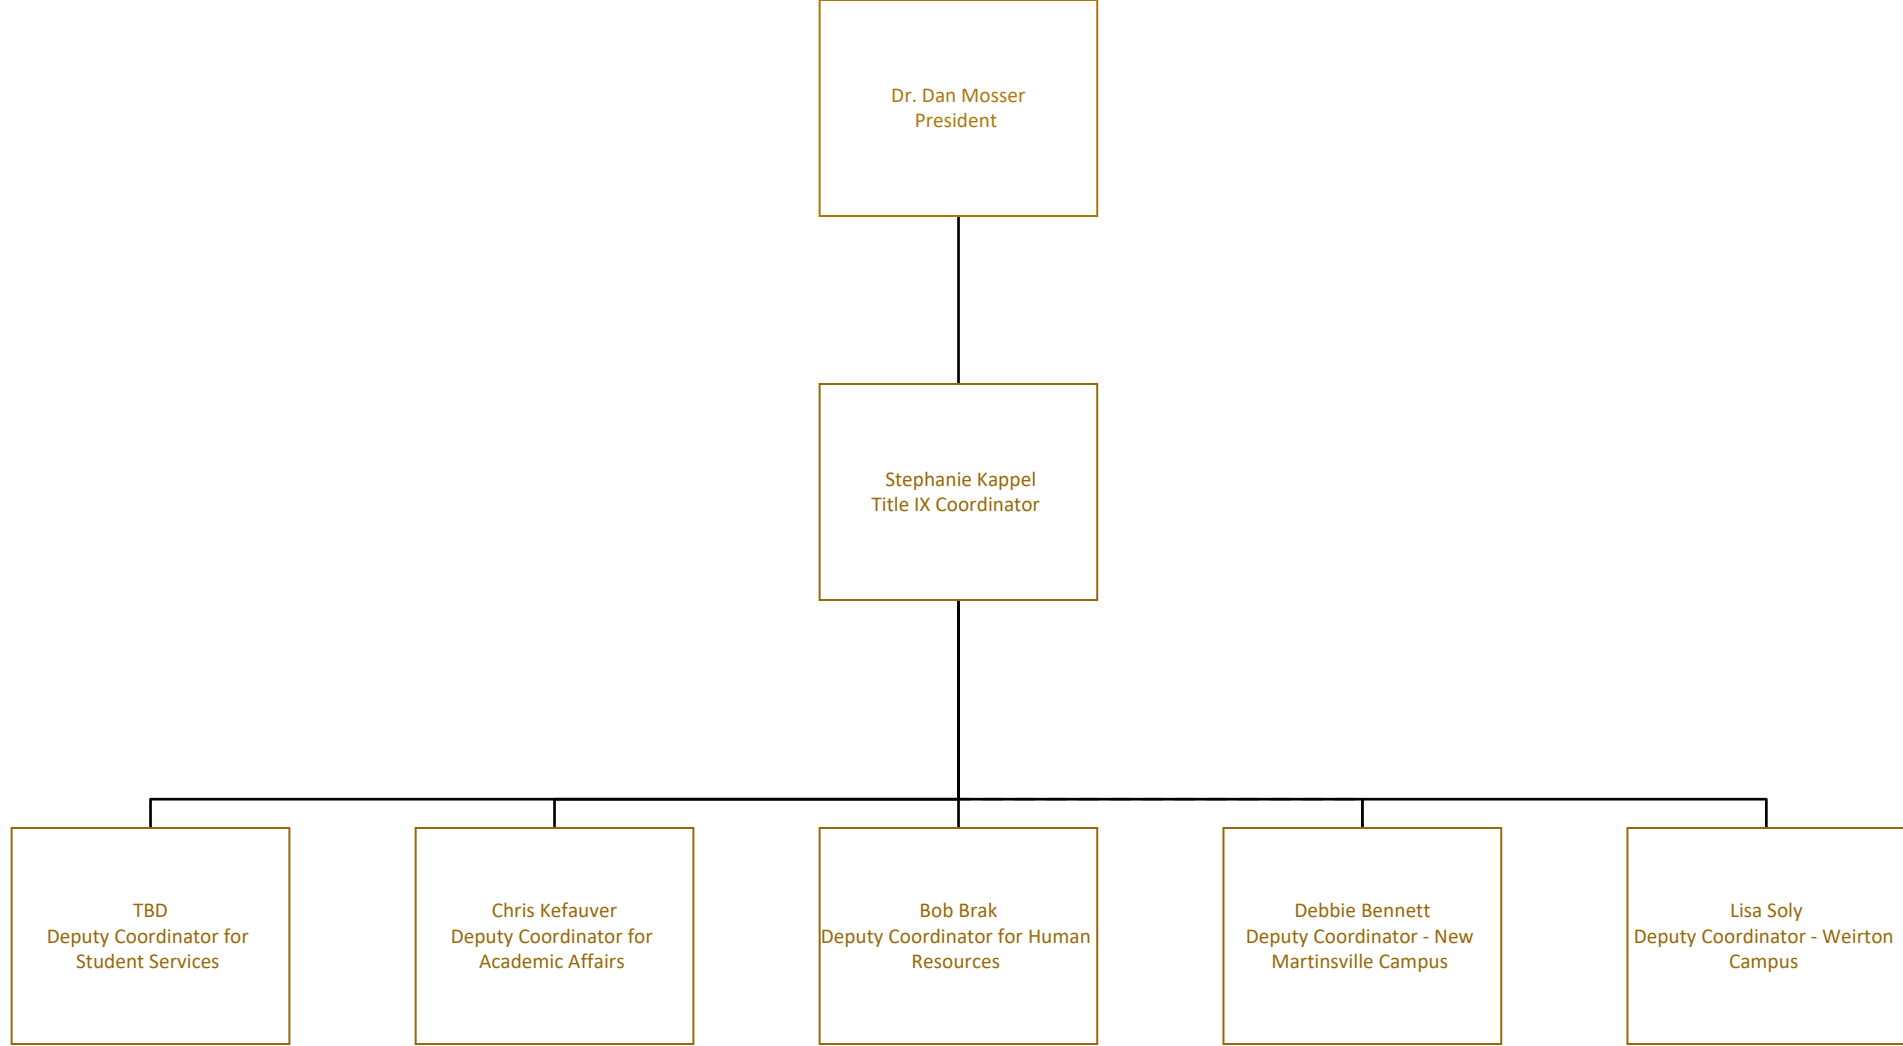 Dr. Dan Mosser
President
Stephanie Kappel
Title IX Coordinator
TBD
Deputy Coordinator for
Student Services
Chris Kefauver
Deputy Coordinator for
Academic Affairs
Bob Brak
Deputy Coordinator for Human
Resources
Debbie Bennett
Deputy Coordinator - New
Martinsville Campus
Lisa Soly
Deputy Coordinator - Weirton
Campus